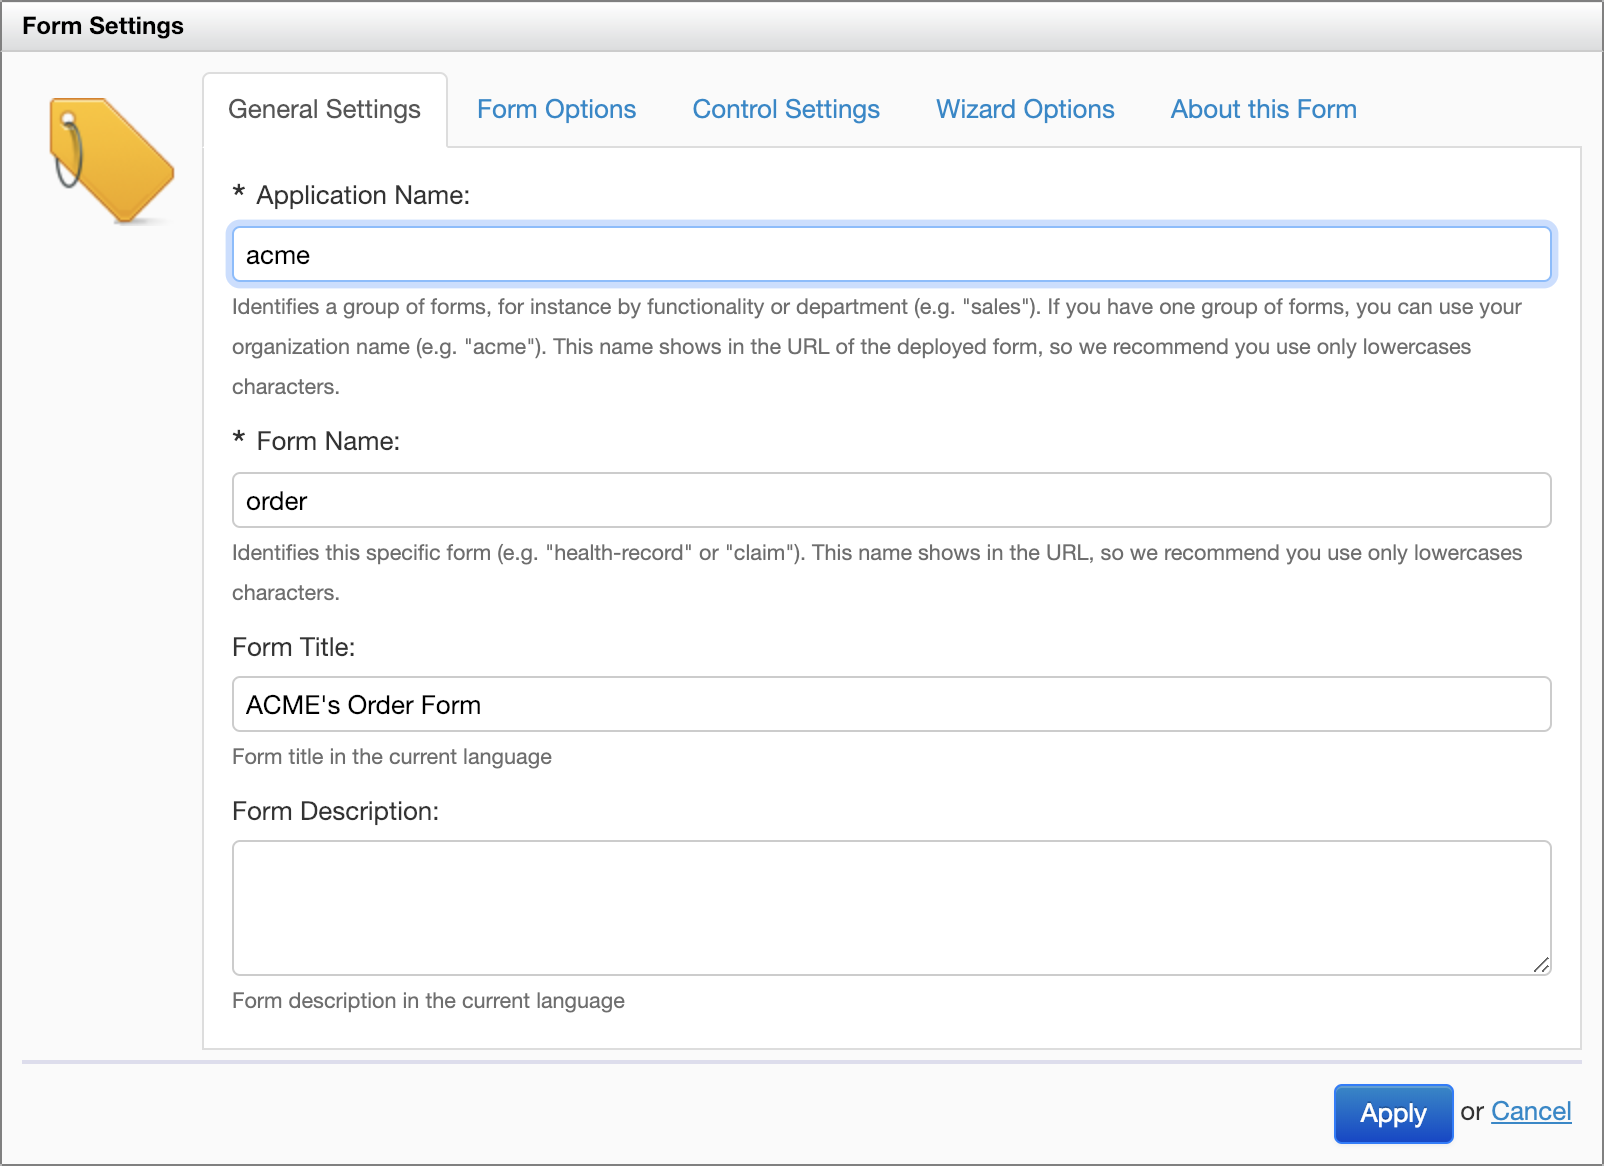 Form Settings
General Settings
Form Options
Control Settings
Wizard Options
About this Form
* Application Name:
acme
Identifies a group of forms, for instance by functionality or department (e.g. "sales"). If you have one group of forms, you can use your
organization name (e.g. "acme"). This name shows in the URL of the deployed form, so we recommend you use only lowercases
characters.
* Form Name:
order
Identifies this specific form (e.g. "health-record" or "claim"). This name shows in the URL, so we recommend you use only lowercases
characters.
Form Title:
ACME's Order Form
Form title in the current language
Form Description:
Form description in the current language
Apply or Cancel